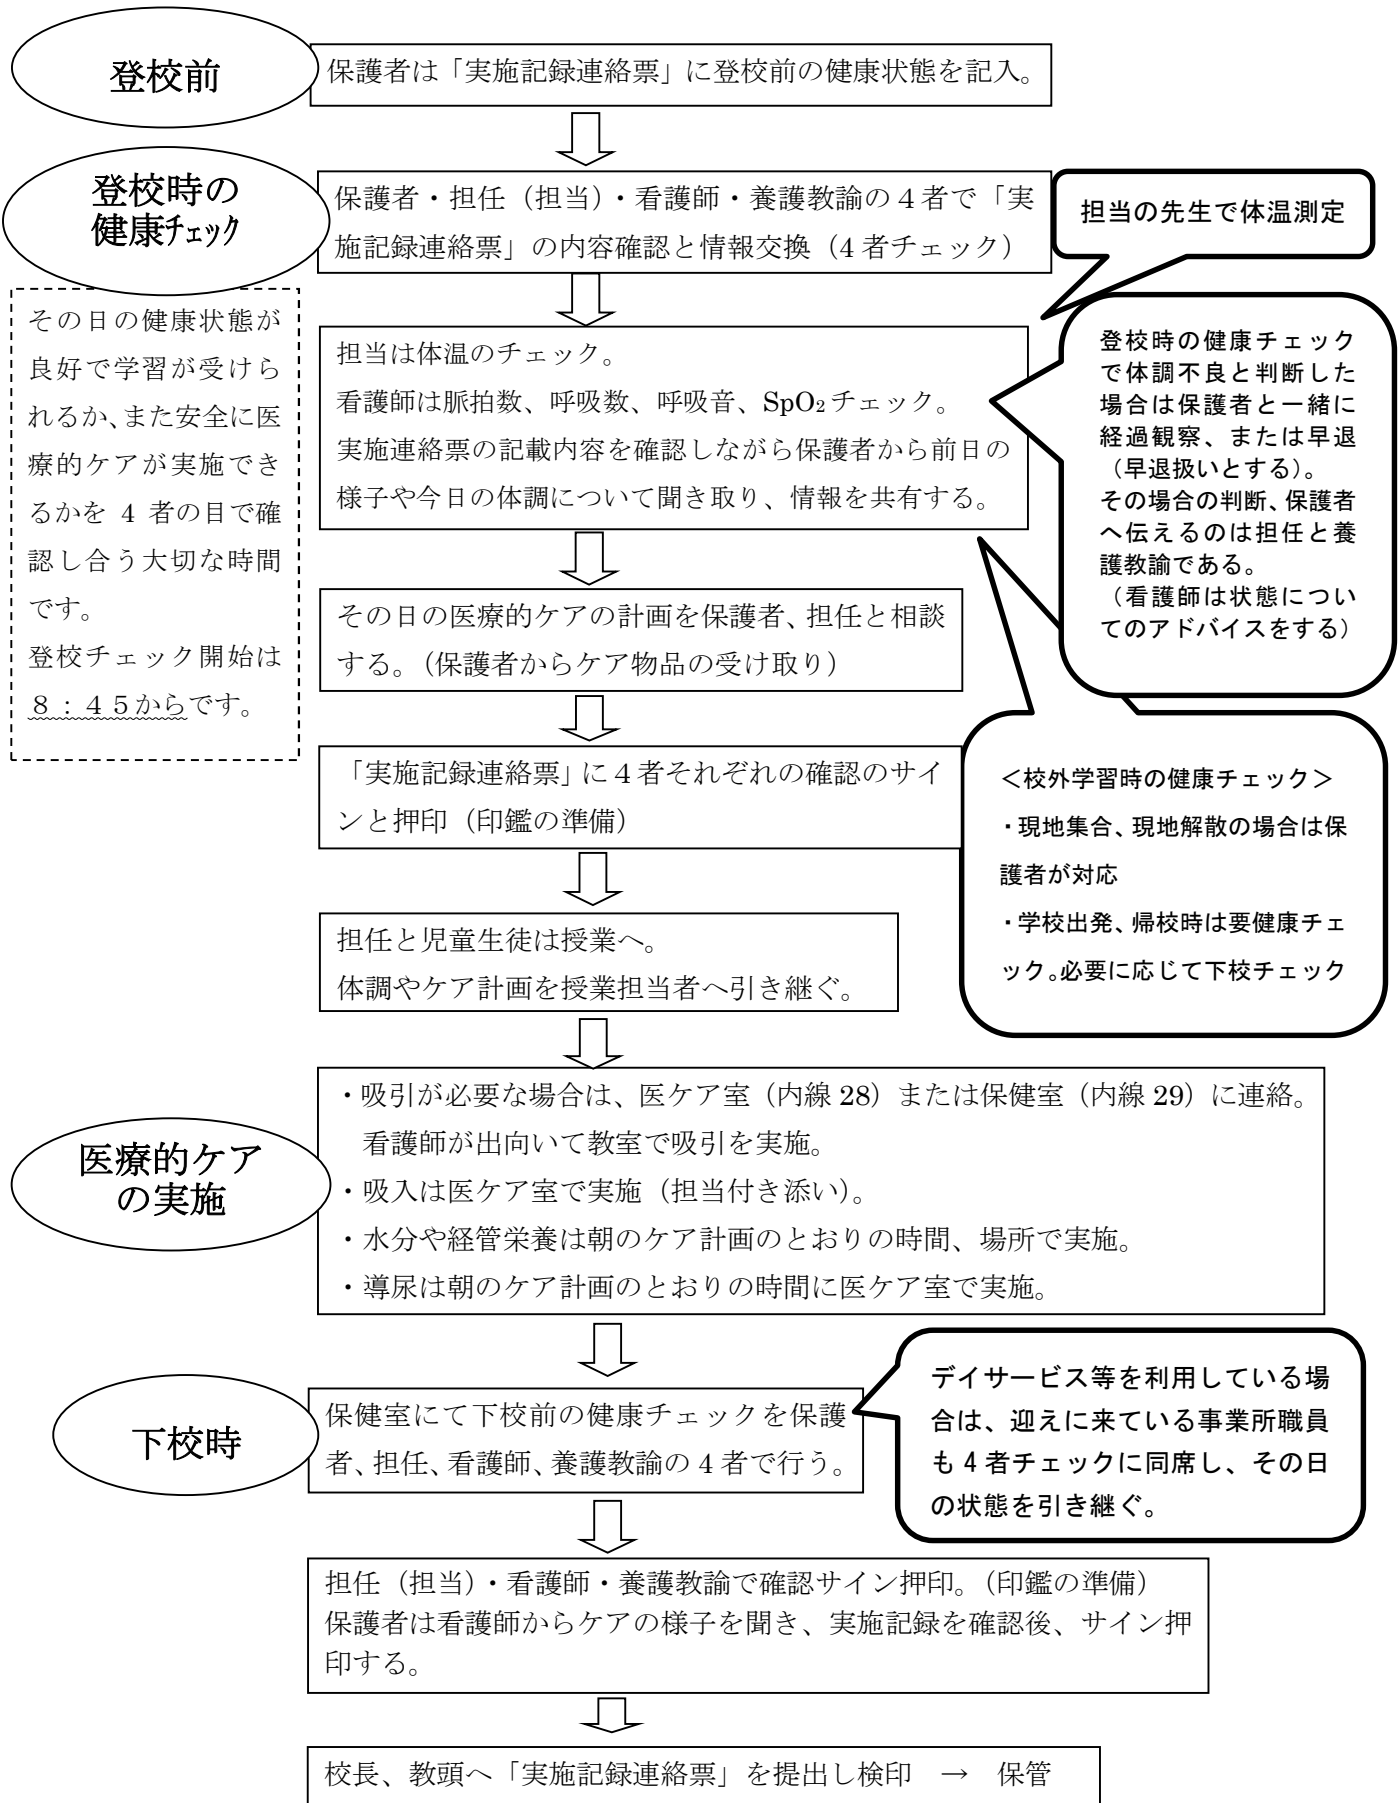 登校前
保護者は「実施記録連絡票」に登校前の健康状態を記入。
登校時の
健康チェック
保護者・担任（担当）・看護師・養護教諭の４者で「実
施記録連絡票」の内容確認と情報交換（4 者チェック）
担当の先生で体温測定
その日の健康状態が
良好で学習が受けら
れるか、また安全に医
療的ケアが実施でき
るかを 4 者の目で確
認し合う大切な時間
です。
登校チェック開始は
８：４５からです。
担当は体温のチェック。
看護師は脈拍数、呼吸数、呼吸音、SpO₂チェック。
実施連絡票の記載内容を確認しながら保護者から前日の
様子や今日の体調について聞き取り、情報を共有する。
登校時の健康チェック
で体調不良と判断した
場合は保護者と一緒に
経過観察、または早退
（早退扱いとする）。
その場合の判断、保護者
へ伝えるのは担任と養
護教諭である。
（看護師は状態につい
てのアドバイスをする）
その日の医療的ケアの計画を保護者、担任と相談
する。（保護者からケア物品の受け取り）
「実施記録連絡票」に４者それぞれの確認のサイ
ンと押印（印鑑の準備）
＜校外学習時の健康チェック＞
・現地集合、現地解散の場合は保
護者が対応
・学校出発、帰校時は要健康チェ
ック。必要に応じて下校チェック
担任と児童生徒は授業へ。
体調やケア計画を授業担当者へ引き継ぐ。
医療的ケア
の実施
・吸引が必要な場合は、医ケア室（内線 28）または保健室（内線 29）に連絡。
看護師が出向いて教室で吸引を実施。
・吸入は医ケア室で実施（担当付き添い）。
・水分や経管栄養は朝のケア計画のとおりの時間、場所で実施。
・導尿は朝のケア計画のとおりの時間に医ケア室で実施。
下校時
保健室にて下校前の健康チェックを保護
者、担任、看護師、養護教諭の 4 者で行う。
デイサービス等を利用している場
合は、迎えに来ている事業所職員
も 4 者チェックに同席し、その日
の状態を引き継ぐ。
担任（担当）・看護師・養護教諭で確認サイン押印。（印鑑の準備）
保護者は看護師からケアの様子を聞き、実施記録を確認後、サイン押
印する。
校長、教頭へ「実施記録連絡票」を提出し検印　→　保管